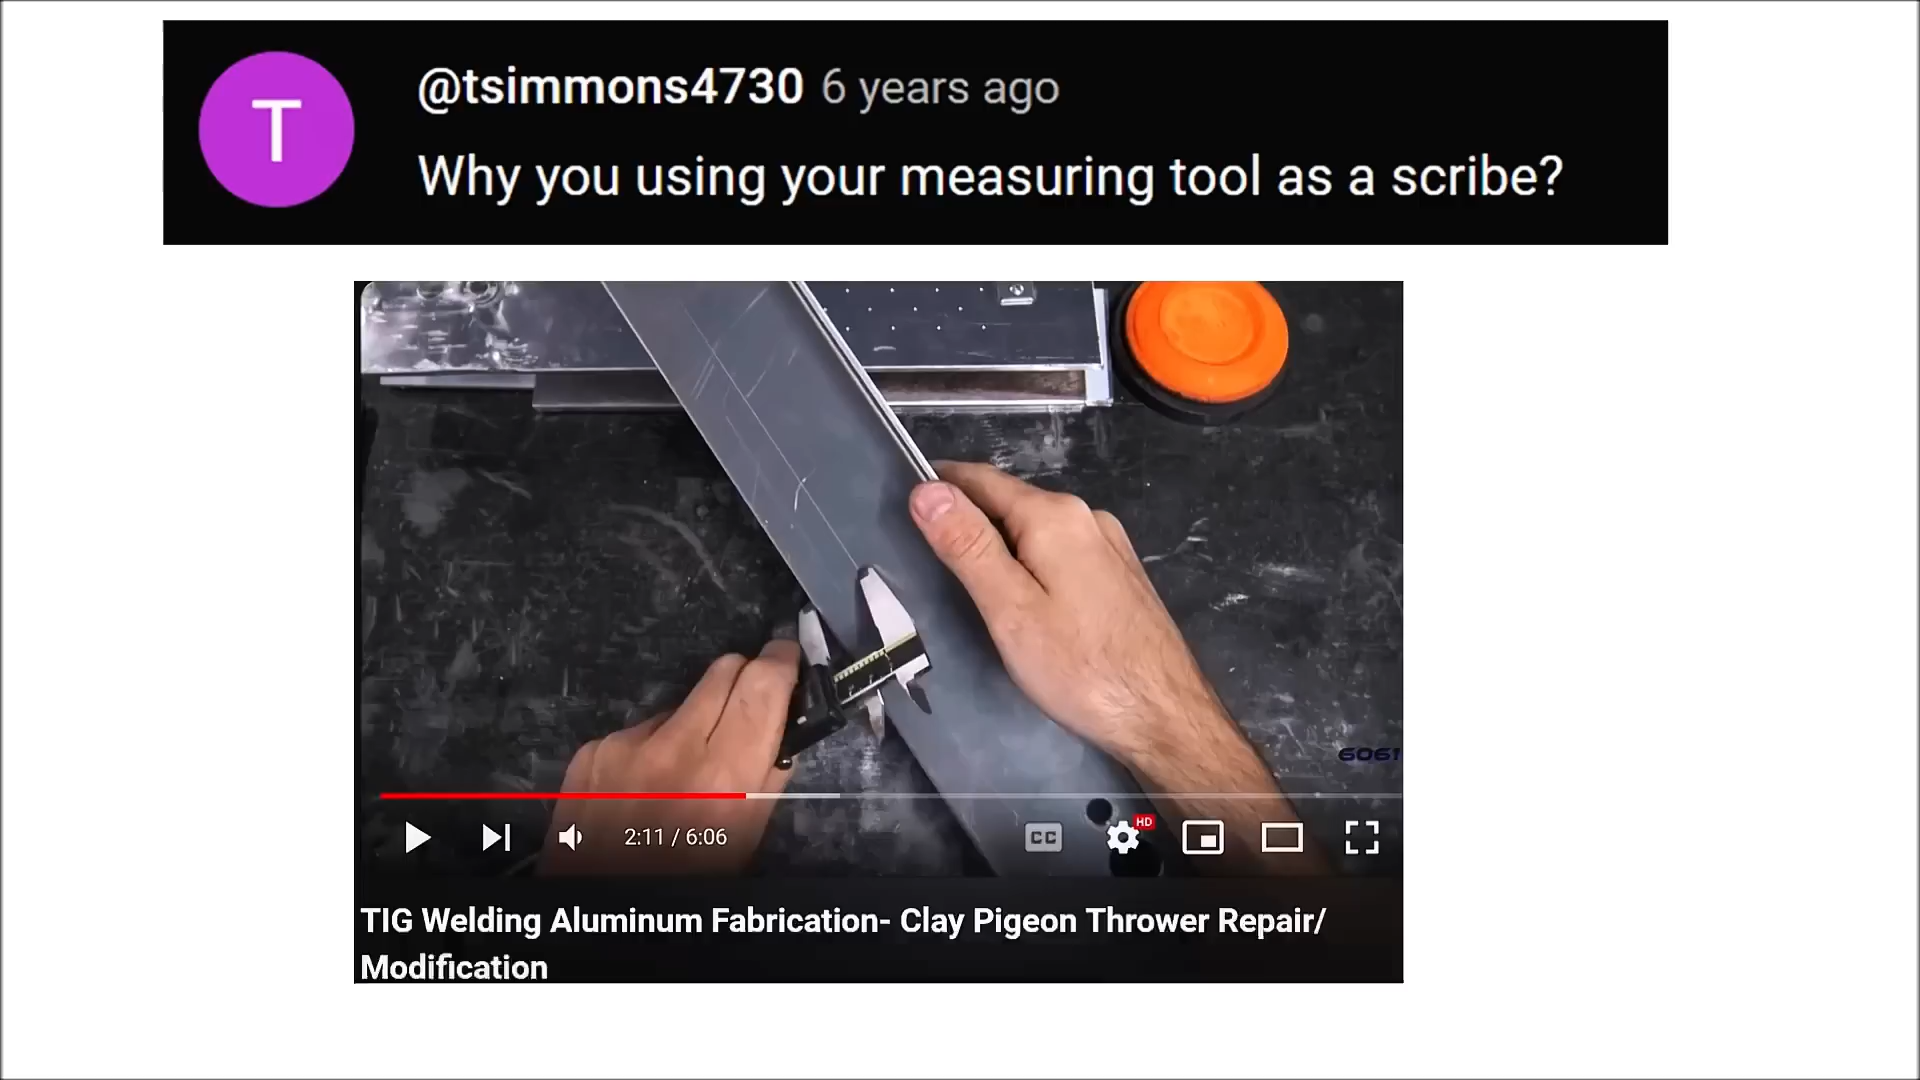 T
@tsimmons4730 6 years ago
Why you using your measuring tool as a scribe?
6061
HD
2:11 / 6:06
CC
TIG Welding Aluminum Fabrication- Clay Pigeon Thrower Repair/
Modification